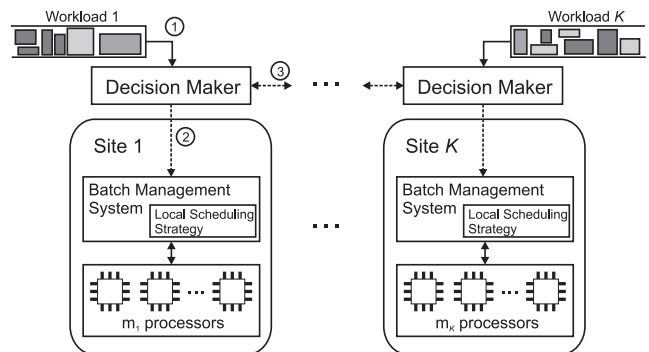 Workload 1
Workload K
1
3
Decision Maker
...
Decision Maker
2
Site 1
Site K
Batch Management
System
Local Scheduling
Strategy
...
Batch Management
System
Local Scheduling
Strategy
...
...
m₁ processors
mK processors